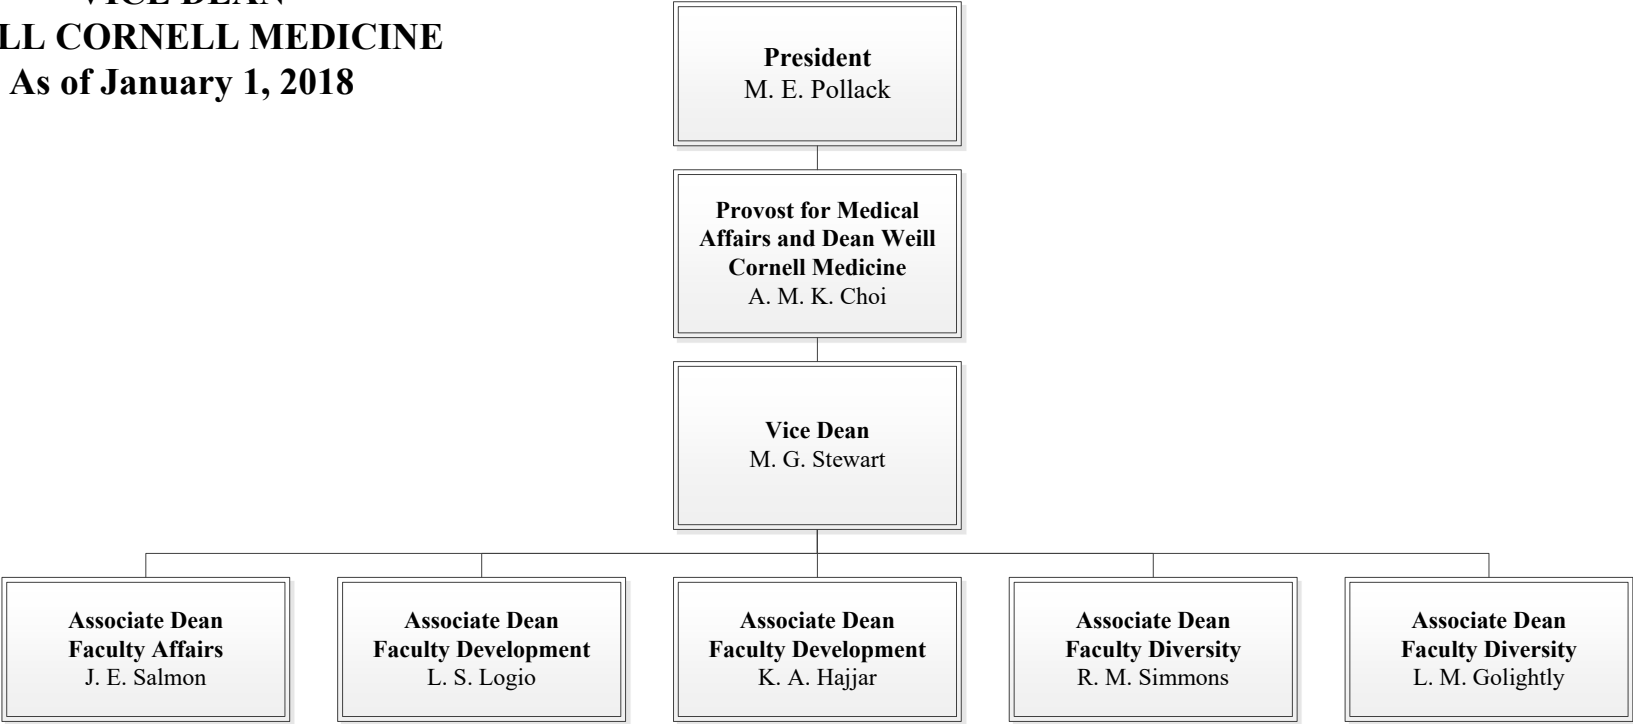 VICE DEAN
LL CORNELL MEDICINE
As of January 1, 2018
President
M. E. Pollack
Provost for Medical
Affairs and Dean Weill
Cornell Medicine
A. M. K. Choi
Vice Dean
M. G. Stewart
Associate Dean
Faculty Affairs
J. E. Salmon
Associate Dean
Faculty Development
L. S. Logio
Associate Dean
Faculty Development
K. A. Hajjar
Associate Dean
Faculty Diversity
R. M. Simmons
Associate Dean
Faculty Diversity
L. M. Golightly